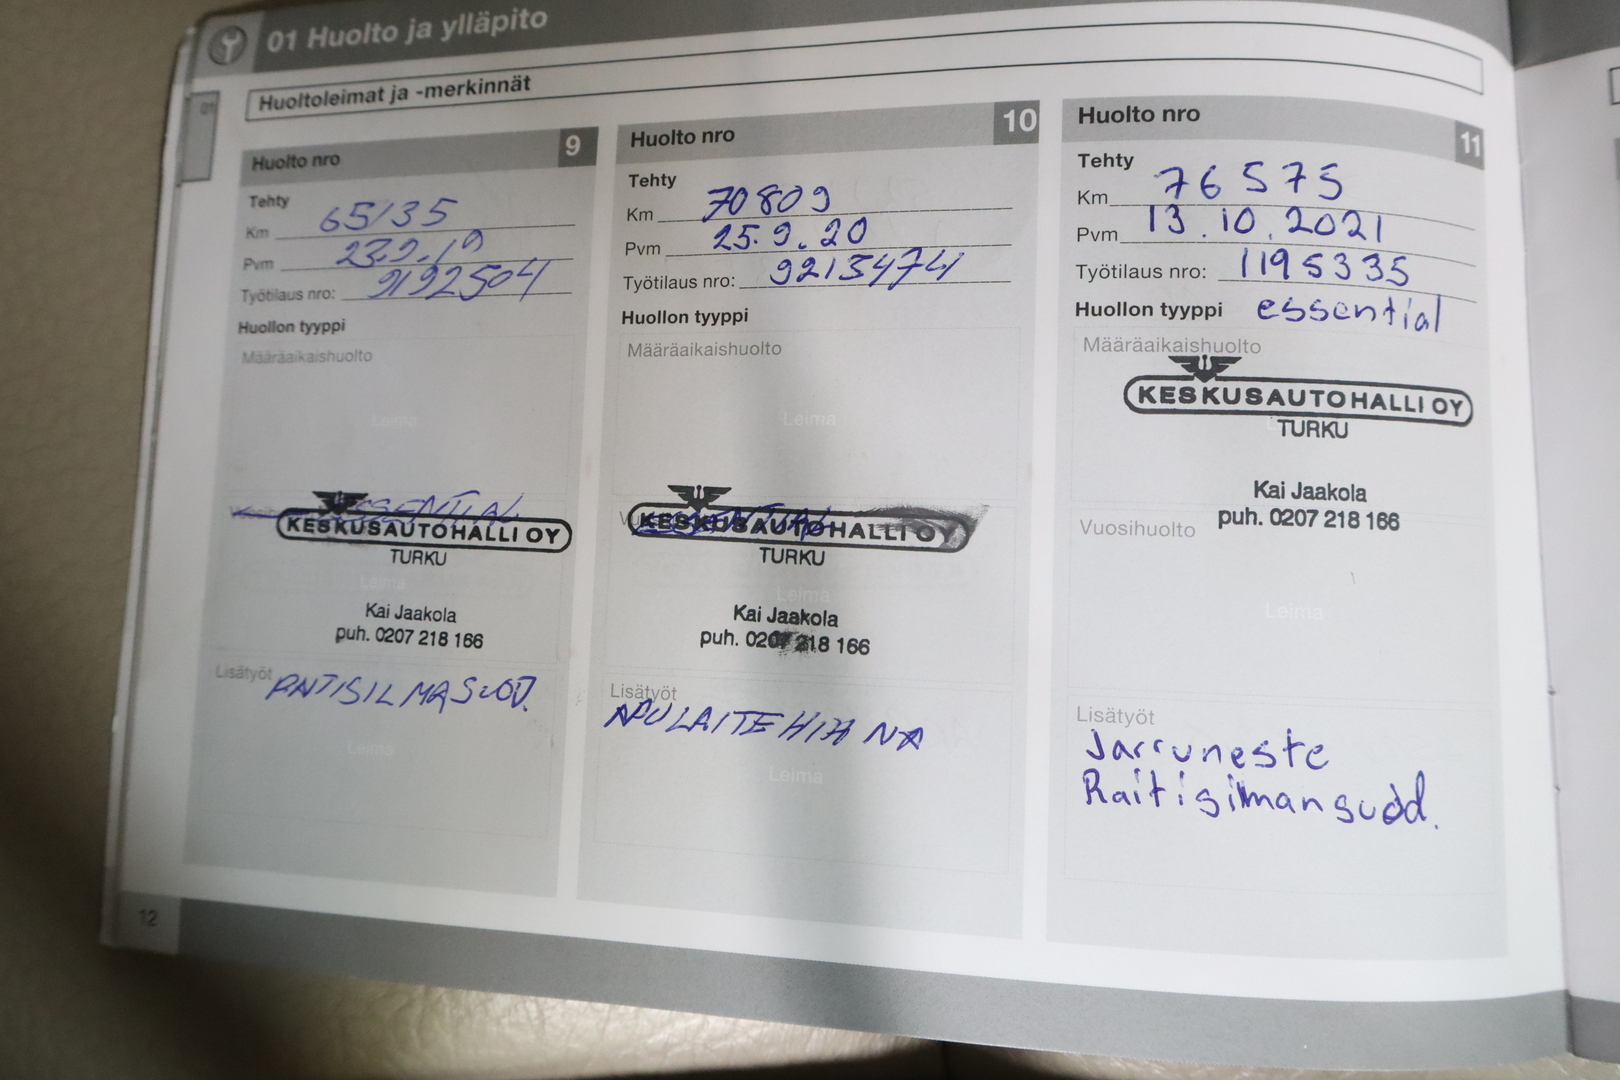 01 Huolto ja ylläpito
01
Huoltoleimat ja -merkinnät
Huolto nro 9
Tehty
Km 65135
Pvm 23.9.19
Työtilaus nro: 9192504
Huollon tyyppi
Määräaikaishuolto
Leima
ESSENTIAL
KESKUSAUTOHALLI OY
TURKU
Leima
Kai Jaakola
puh. 0207 218 166
Lisätyöt
RAITISILMASUOD.
Leima
Huolto nro 10
Tehty
Km 70809
Pvm 25.9.20
Työtilaus nro: 9213474
Huollon tyyppi
Määräaikaishuolto
Leima
ESSENTIAL
KESKUSAUTOHALLI OY
TURKU
Leima
Kai Jaakola
puh. 0207 218 166
Lisätyöt
APULAITEHIHNA
Leima
Huolto nro 11
Tehty
Km 76575
Pvm 13.10.2021
Työtilaus nro: 1195335
Huollon tyyppi essential
Määräaikaishuolto
KESKUSAUTOHALLI OY
TURKU
Kai Jaakola
puh. 0207 218 166
Vuosihuolto
Leima
Lisätyöt
Jarruneste
Raitisilmansuod.
12